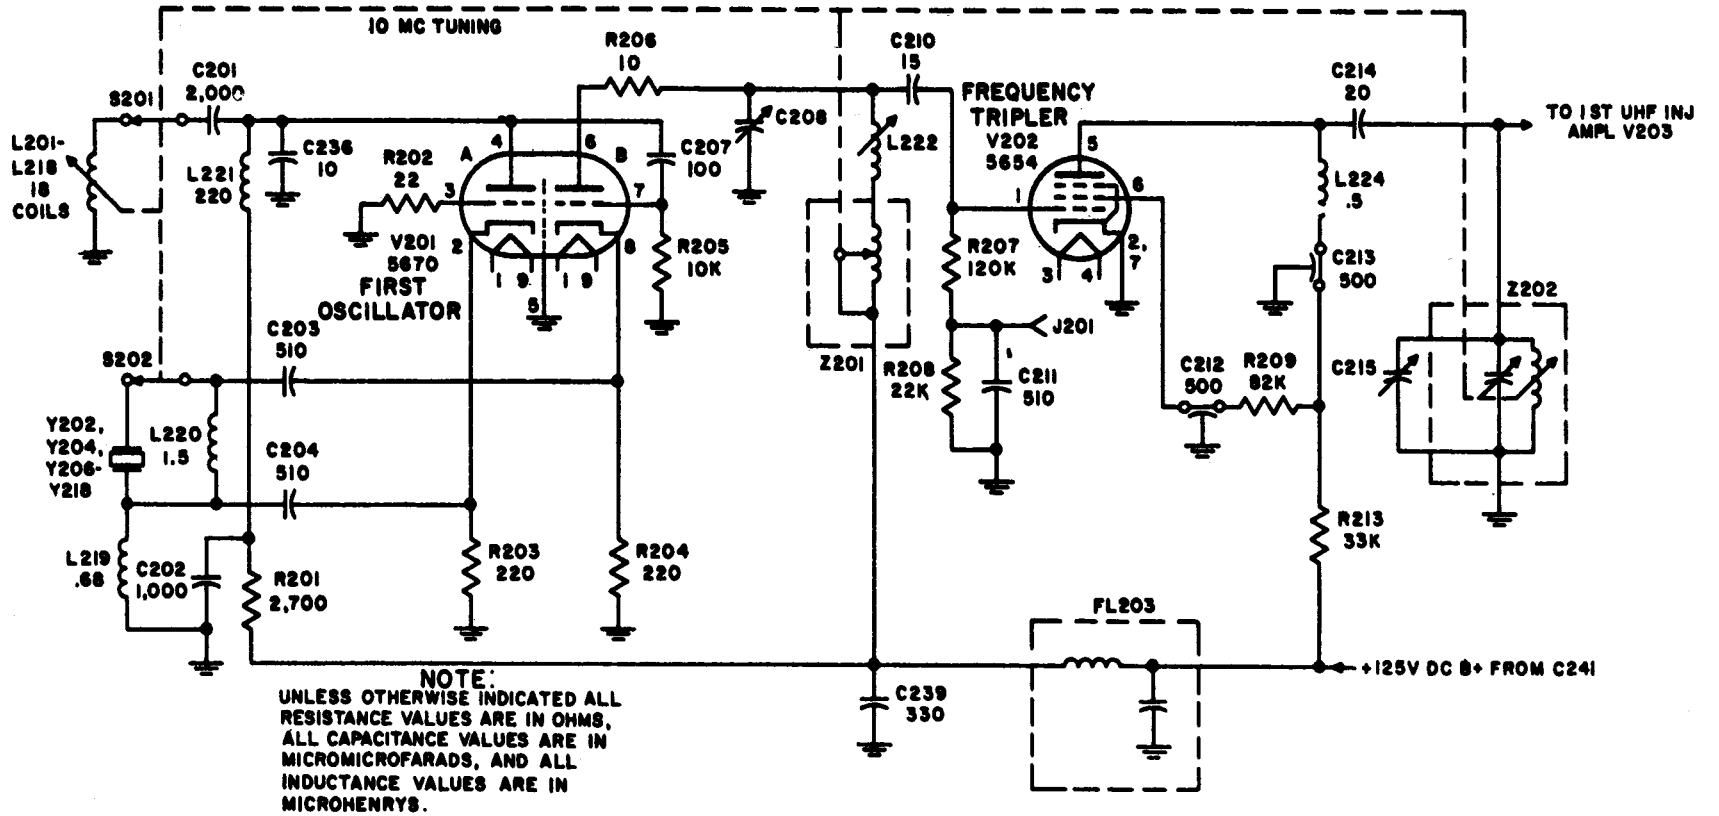 10 MC TUNING
S201
C201
2,000
L201-
L218
18
COILS
L221
220
C236
10
R202
22
A
4
6
B
3
7
2
8
V201
5670
FIRST
OSCILLATOR
1
9
5
1
9
R206
10
C207
100
R205
10K
C208
C210
15
L222
Z201
FREQUENCY
TRIPLER
V202
5654
5
1
6
2,
7
3
4
R207
120K
J201
R208
22K
C211
510
C212
500
R209
82K
C214
20
L224
.5
C213
500
TO 1ST UHF INJ
AMPL V203
Z202
C215
R213
33K
S202
C203
510
Y202,
Y204,
Y206-
Y218
L220
1.5
C204
510
L219
.68
C202
1,000
R201
2,700
R203
220
R204
220
C239
330
FL203
+125V DC B+ FROM C241
NOTE:
UNLESS OTHERWISE INDICATED ALL
RESISTANCE VALUES ARE IN OHMS,
ALL CAPACITANCE VALUES ARE IN
MICROMICROFARADS, AND ALL
INDUCTANCE VALUES ARE IN
MICROHENRYS.